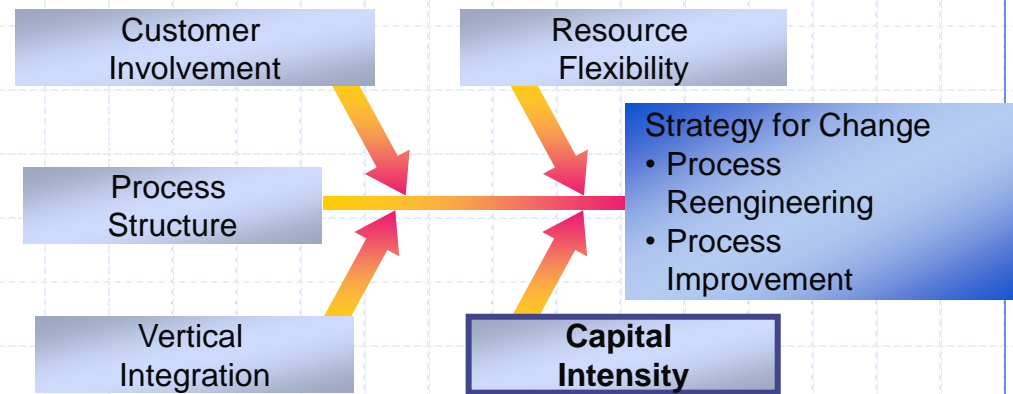 Customer
Involvement
Resource
Flexibility
Strategy for Change
• Process
Reengineering
• Process
Improvement
Process
Structure
Vertical
Integration
Capital
Intensity